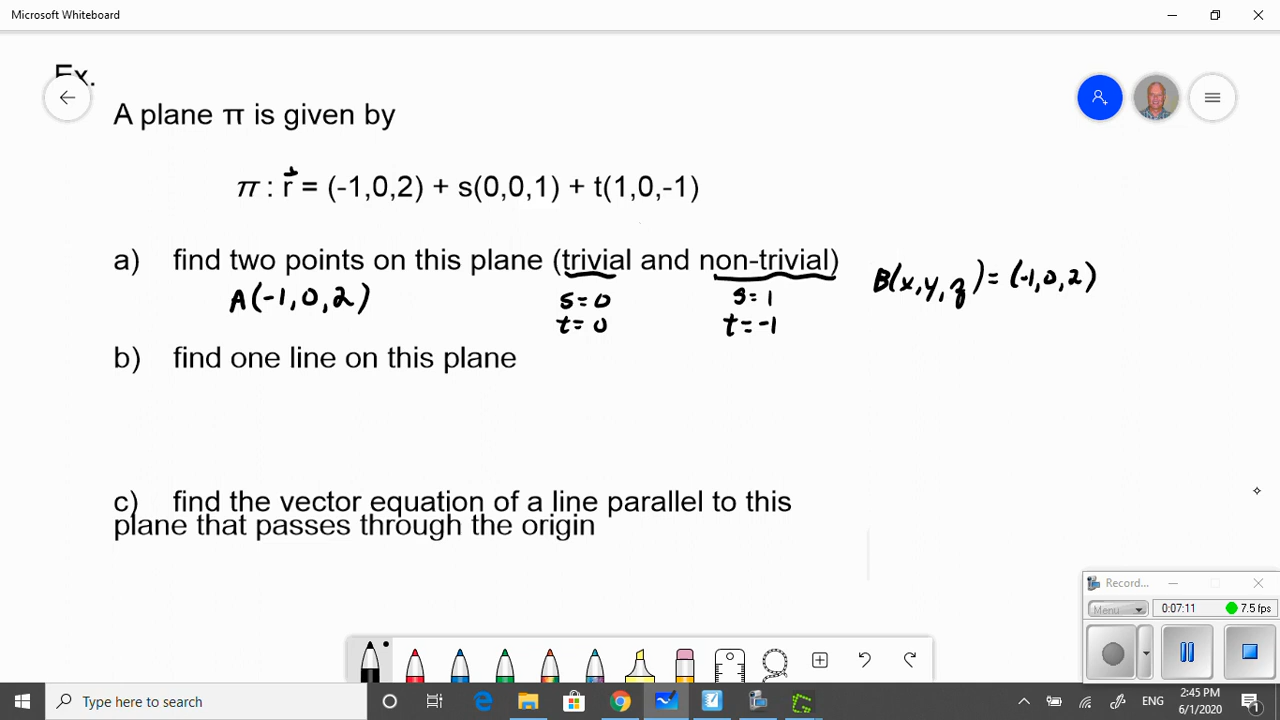 Microsoft Whiteboard
Ex.
A plane π is given by
π : r = (-1,0,2) + s(0,0,1) + t(1,0,-1)
a) find two points on this plane (trivial and non-trivial)
A(-1,0,2) s=0 s=1 B(x,y,z)=(-1,0,2)
t=0 t=-1
b) find one line on this plane
c) find the vector equation of a line parallel to this
plane that passes through the origin
Record...
Menu 0:07:11 7.5 fps
Type here to search
ENG
2:45 PM
6/1/2020
1